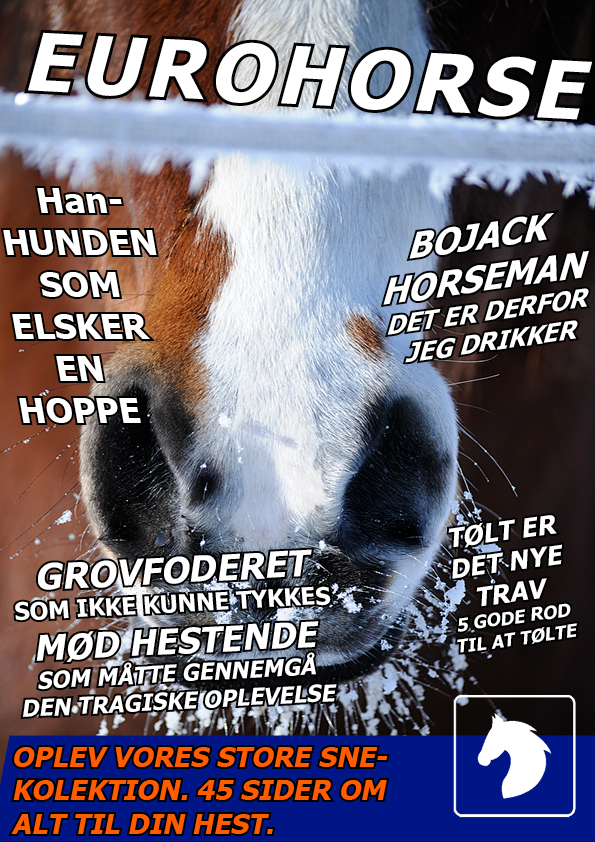 EUROHORSE
Han-
HUNDEN
SOM
ELSKER
EN
HOPPE
BOJACK
HORSEMAN
DET ER DERFOR
JEG DRIKKER
GROVFODERET
SOM IKKE KUNNE TYKKES
MØD HESTENDE
SOM MÅTTE GENNEMGÅ
DEN TRAGISKE OPLEVELSE
TØLT ER
DET NYE
TRAV
5 GODE ROD
TIL AT TØLTE
OPLEV VORES STORE SNE-
KOLEKTION. 45 SIDER OM
ALT TIL DIN HEST.